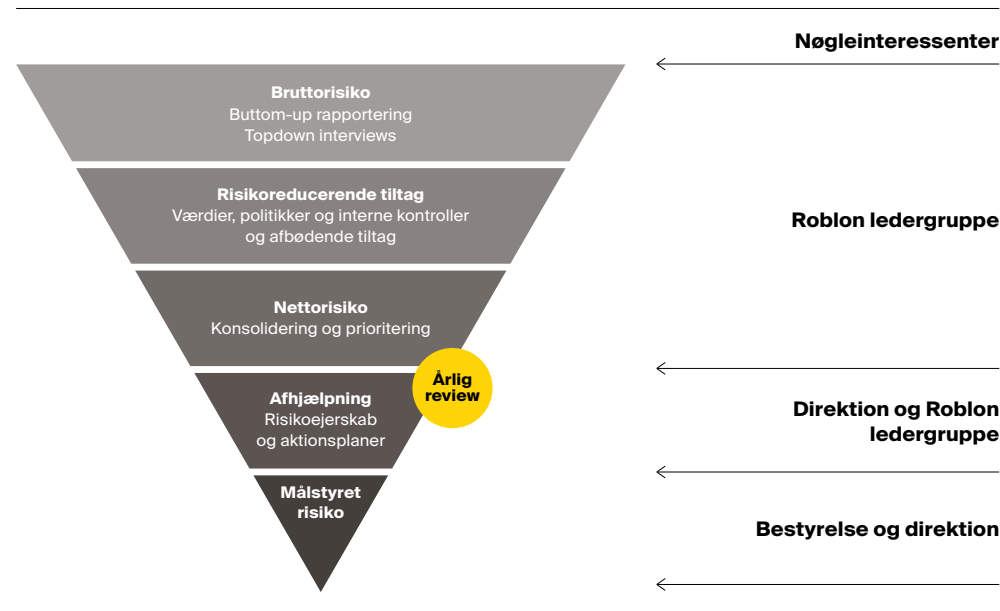 Nøgleinteressenter
Bruttorisiko
Buttom-up rapportering
Topdown interviews
Risikoreducerende tiltag
Værdier, politikker og interne kontroller
og afbødende tiltag
Roblon ledergruppe
Nettorisiko
Konsolidering og prioritering
Årlig
review
Afhjælpning
Risikoejerskab
og aktionsplaner
Direktion og Roblon
ledergruppe
Målstyret
risiko
Bestyrelse og direktion